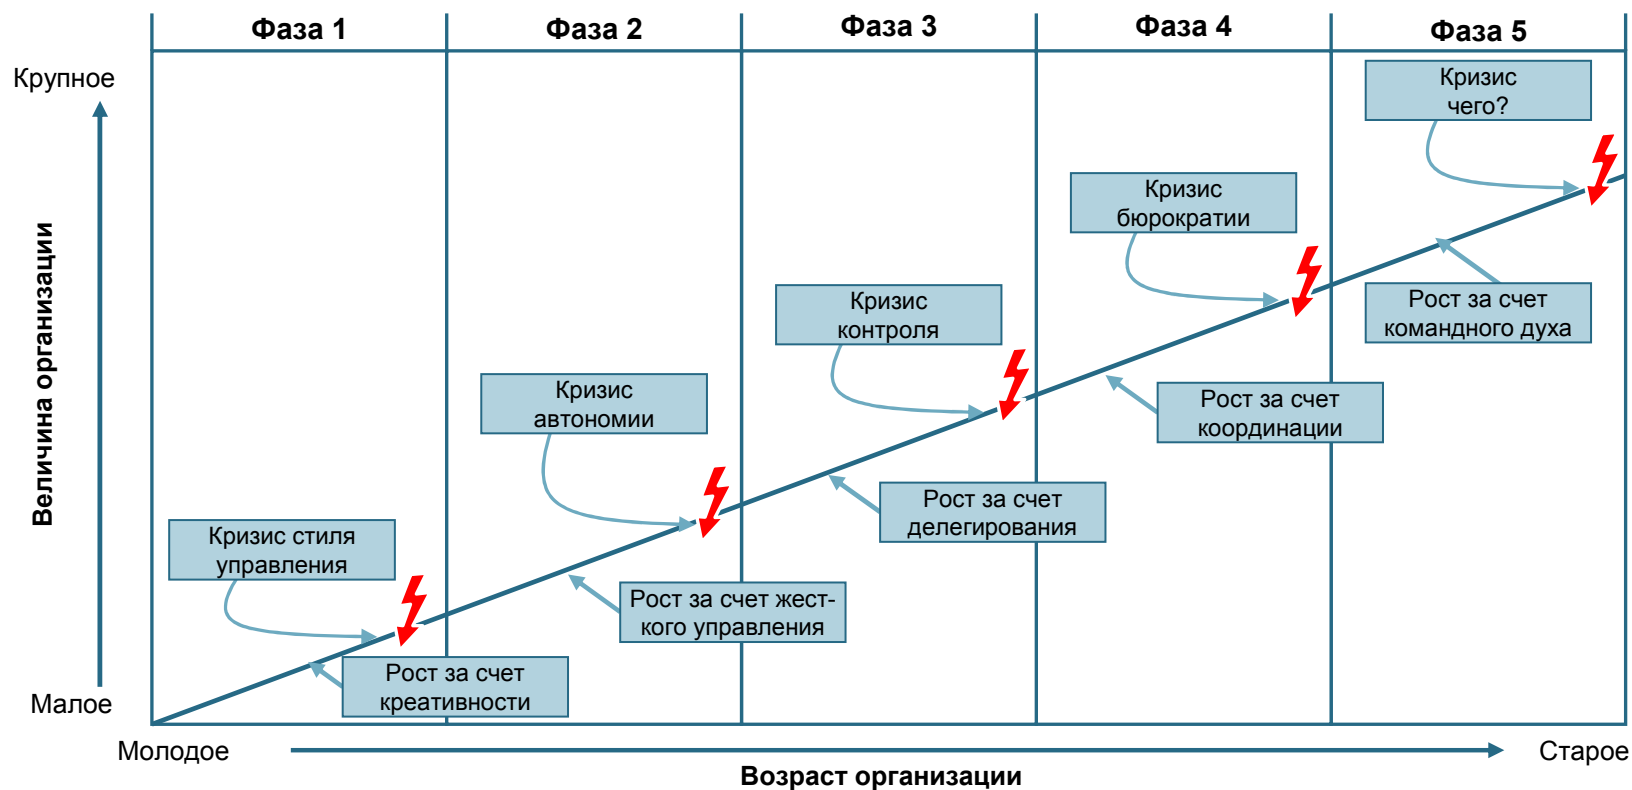 Фаза 1
Фаза 2
Фаза 3
Фаза 4
Фаза 5
Крупное
Кризис
чего?
Кризис
бюрократии
Рост за счет
командного духа
Кризис
контроля
Рост за счет
координации
Кризис
автономии
Рост за счет
делегирования
Кризис стиля
управления
Рост за счет жест-
кого управления
Рост за счет
креативности
Величина организации
Малое
Молодое
Старое
Возраст организации